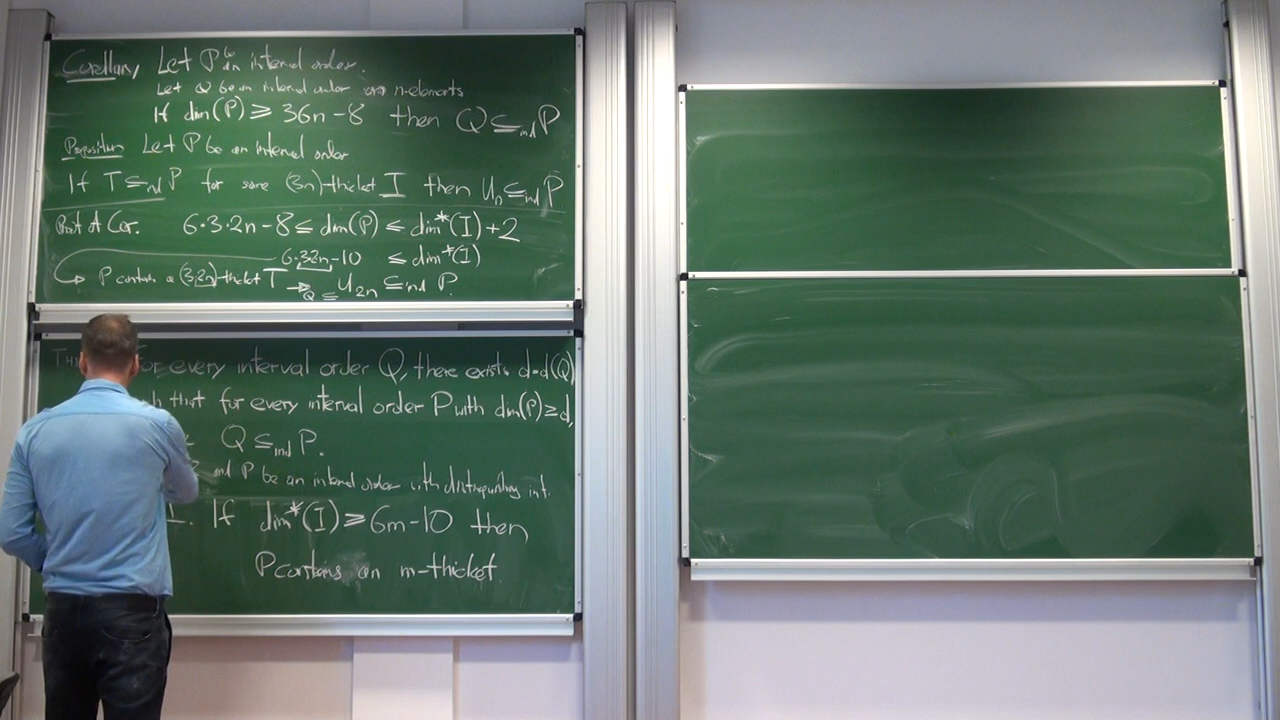 Corollary Let P be an interval order.
Let Q be an interval order on n-elements
If dim(P) ≥ 36n-8 then Q ⊆ind P
Proposition Let P be an interval order
If T ⊆ind P for some (3n)-thicket I then Un ⊆ind P
Proof of Cor. 6·3·2n-8 ≤ dim(P) ≤ dim*(I)+2
6·3·2n-10 ≤ dim*(I)
↳ P contains a (3·2n)-thicket T → Q ⊆ U2n ⊆ind P.
For every interval order Q, there exists d=d(Q)
that for every interval order P with dim(P) ≥ d,
Q ⊆ind P.
and P be an interval order with distinguishing int.
I. If dim*(I) ≥ 6m-10 then
P contains an m-thicket.